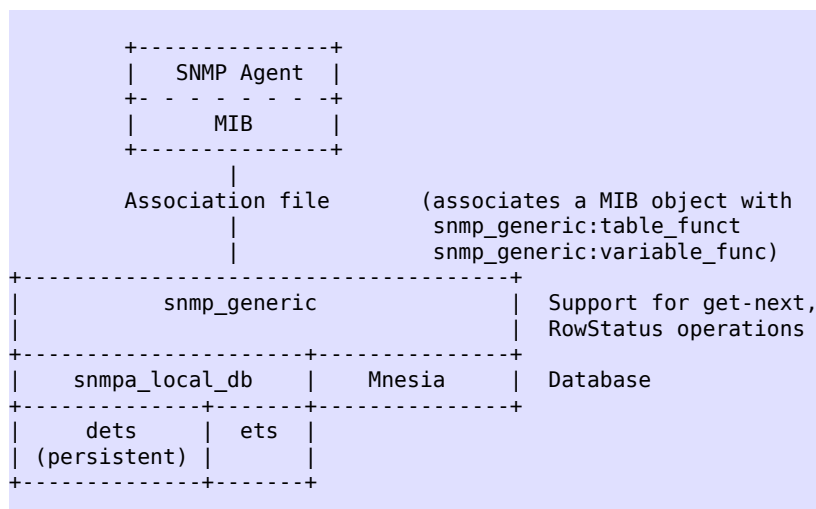 +---------------+
|   SNMP Agent  |
+- - - - - - - -+
|      MIB      |
+---------------+
|
Association file       (associates a MIB object with
|               snmp_generic:table_funct
|               snmp_generic:variable_func)
+--------------------------------------+
|           snmp_generic               |  Support for get-next,
|                                      |  RowStatus operations
+----------------------+---------------+
|    snmpa_local_db    |    Mnesia     |  Database
+--------------+-------+---------------+
|     dets     |  ets  |
| (persistent) |       |
+--------------+-------+